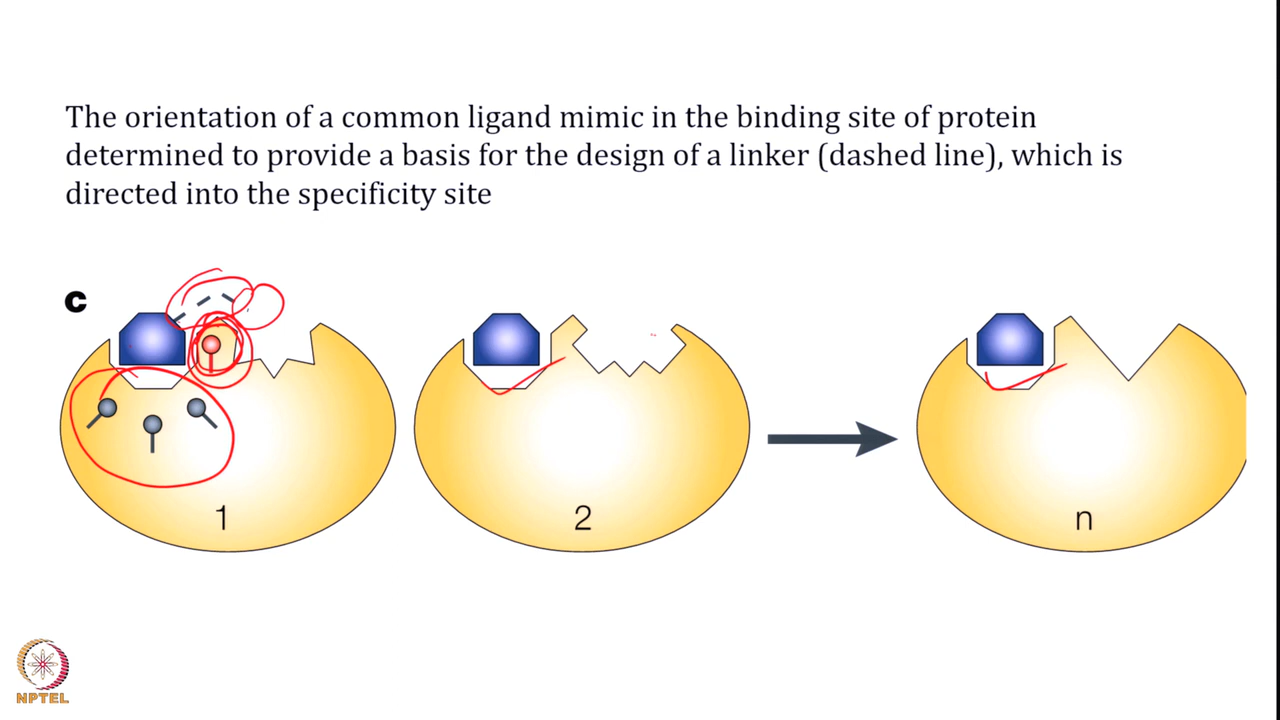 The orientation of a common ligand mimic in the binding site of protein
determined to provide a basis for the design of a linker (dashed line), which is
directed into the specificity site
c
1
2
n
NPTEL